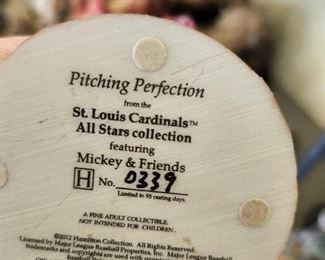 Pitching Perfection
from the
St. Louis Cardinals™
All Stars collection
featuring
Mickey & Friends
H No. 0339
Limited to 95 casting days.
A FINE ADULT COLLECTIBLE.
NOT INTENDED FOR CHILDREN.
©2012 Hamilton Collection. All Rights Reserved.
Licensed by Major League Baseball Properties, Inc. Major League Baseball
trademarks and copyrights are used with permission